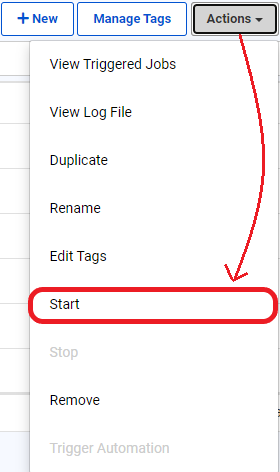 + New Manage Tags Actions
View Triggered Jobs
View Log File
Duplicate
Rename
Edit Tags
Start
Stop
Remove
Trigger Automation